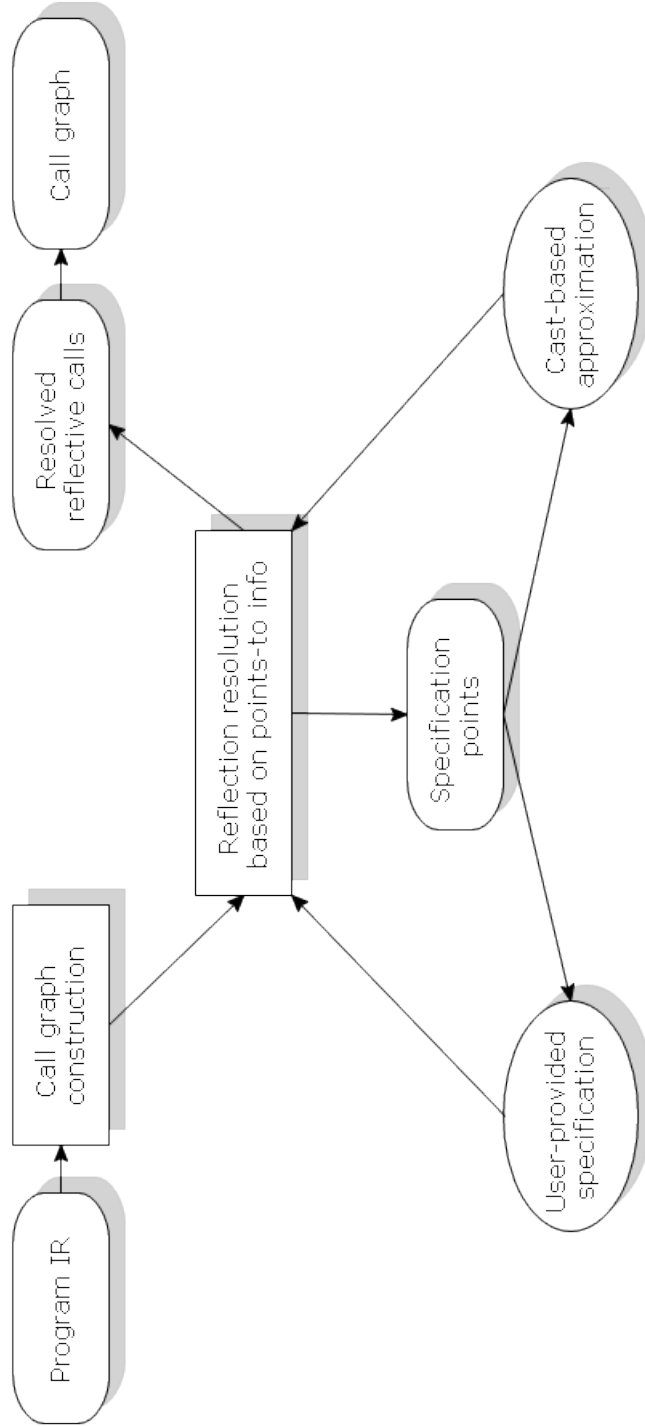 Program IR
Call graph
construction
Resolved
reflective calls
Call graph
Reflection resolution
based on points-to info
Specification
points
User-provided
specification
Cast-based
approximation